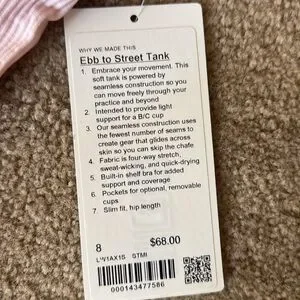 WHY WE MADE THIS
Ebb to Street Tank
1. Embrace your movement. This
soft tank is powered by
seamless construction so you
can move freely through your
practice and beyond
2. Intended to provide light
support for a B/C cup
3. Our seamless construction uses
the fewest number of seams to
create gear that glides across
skin so you can skip the chafe
4. Fabric is four-way stretch,
sweat-wicking, and quick-drying
5. Built-in shelf bra for added
support and coverage
6. Pockets for optional, removable
cups
7. Slim fit, hip length
8 $68.00
LW1AX1S STMI
000143477586